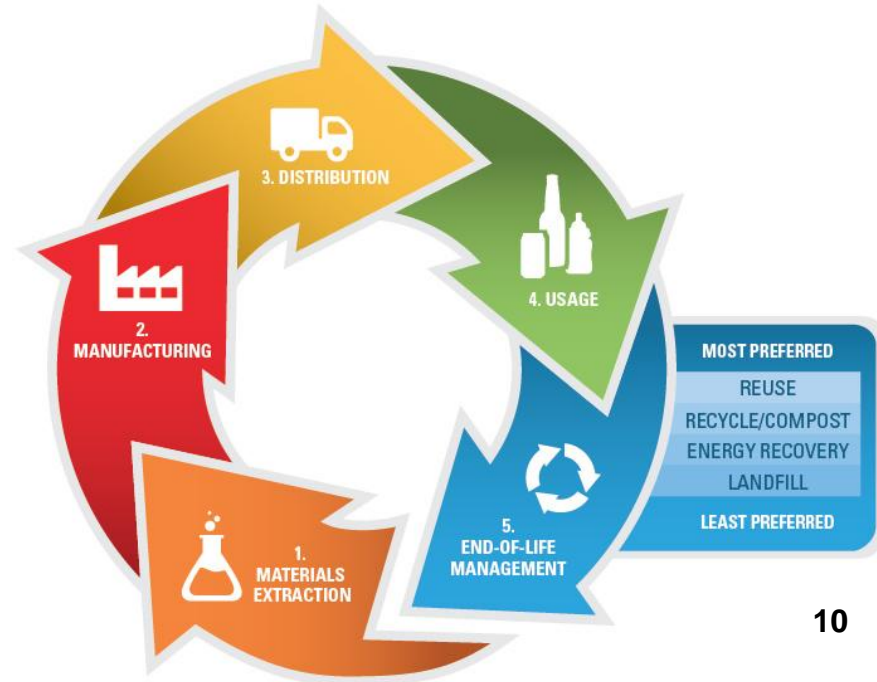 3. DISTRIBUTION
4. USAGE
2.
MANUFACTURING
MOST PREFERRED
REUSE
RECYCLE/COMPOST
ENERGY RECOVERY
LANDFILL
LEAST PREFERRED
5.
END-OF-LIFE
MANAGEMENT
1.
MATERIALS
EXTRACTION
10